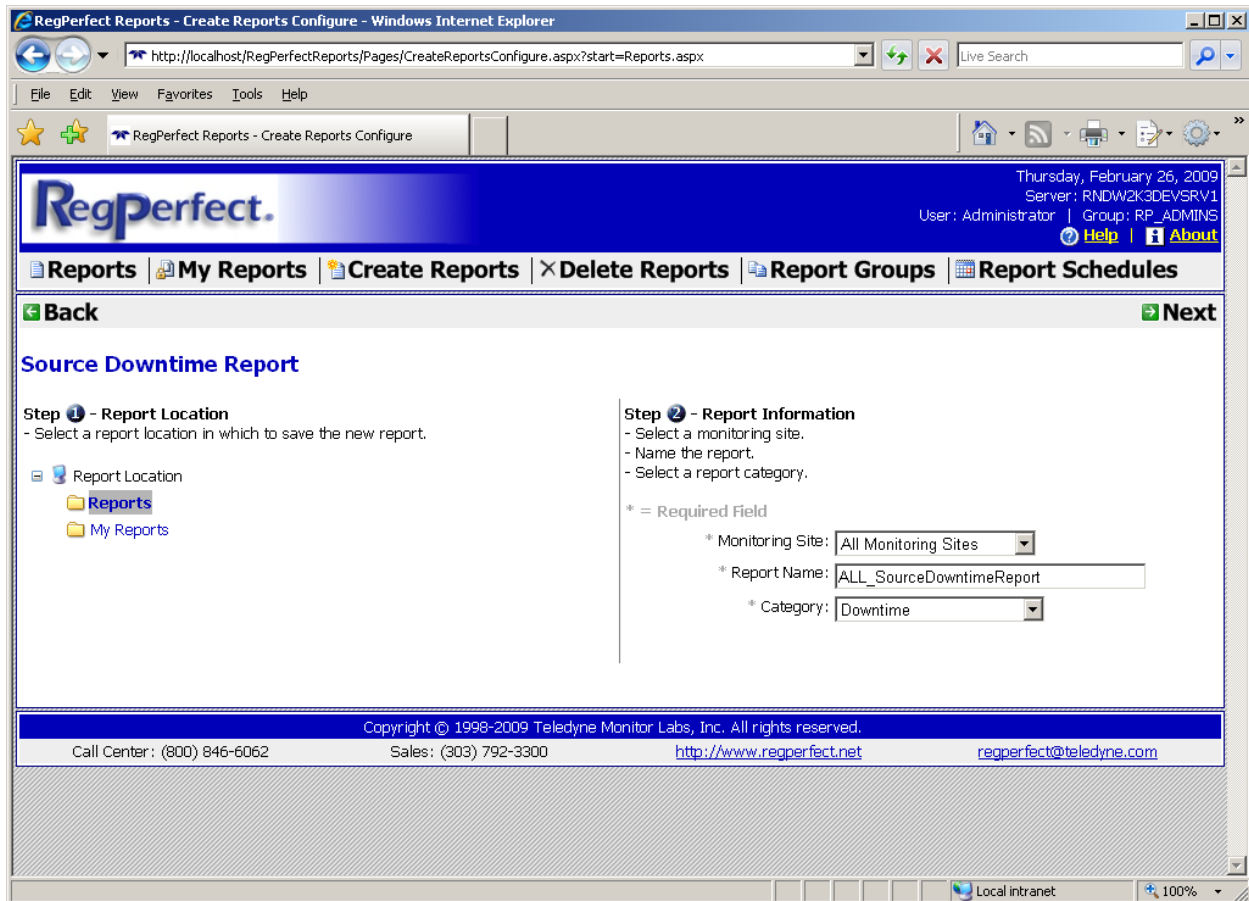 RegPerfect Reports - Create Reports Configure - Windows Internet Explorer
http://localhost/RegPerfectReports/Pages/CreateReportsConfigure.aspx?start=Reports.aspx
Live Search
File Edit View Favorites Tools Help
RegPerfect Reports - Create Reports Configure
RegPerfect.
Thursday, February 26, 2009
Server: RNDW2K3DEVSRV1
User: Administrator | Group: RP_ADMINS
Help | About
Reports | My Reports | Create Reports | Delete Reports | Report Groups | Report Schedules
Back
Next
Source Downtime Report
Step 1 - Report Location
- Select a report location in which to save the new report.
Report Location
Reports
My Reports
Step 2 - Report Information
- Select a monitoring site.
- Name the report.
- Select a report category.
* = Required Field
* Monitoring Site: All Monitoring Sites
* Report Name: ALL_SourceDowntimeReport
* Category: Downtime
Copyright © 1998-2009 Teledyne Monitor Labs, Inc. All rights reserved.
Call Center: (800) 846-6062 Sales: (303) 792-3300 http://www.regperfect.net regperfect@teledyne.com
Local intranet
100%